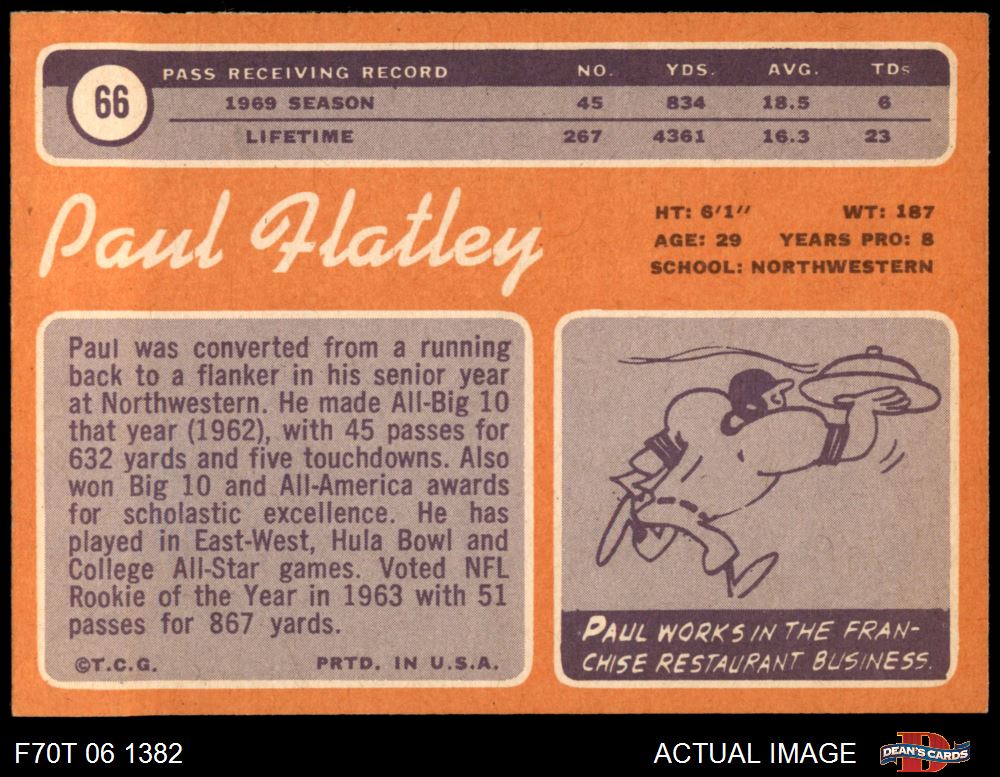 66
PASS RECEIVING RECORD NO. YDS. AVG. TDS
1969 SEASON 45 834 18.5 6
LIFETIME 267 4361 16.3 23
Paul Flatley
HT: 6'1" WT: 187
AGE: 29 YEARS PRO: 8
SCHOOL: NORTHWESTERN
Paul was converted from a running
back to a flanker in his senior year
at Northwestern. He made All-Big 10
that year (1962), with 45 passes for
632 yards and five touchdowns. Also
won Big 10 and All-America awards
for scholastic excellence. He has
played in East-West, Hula Bowl and
College All-Star games. Voted NFL
Rookie of the Year in 1963 with 51
passes for 867 yards.
©T.C.G. PRTD. IN U.S.A.
PAUL WORKS IN THE FRAN-
CHISE RESTAURANT BUSINESS.
F70T 06 1382 ACTUAL IMAGE
D
DEAN'S CARDS